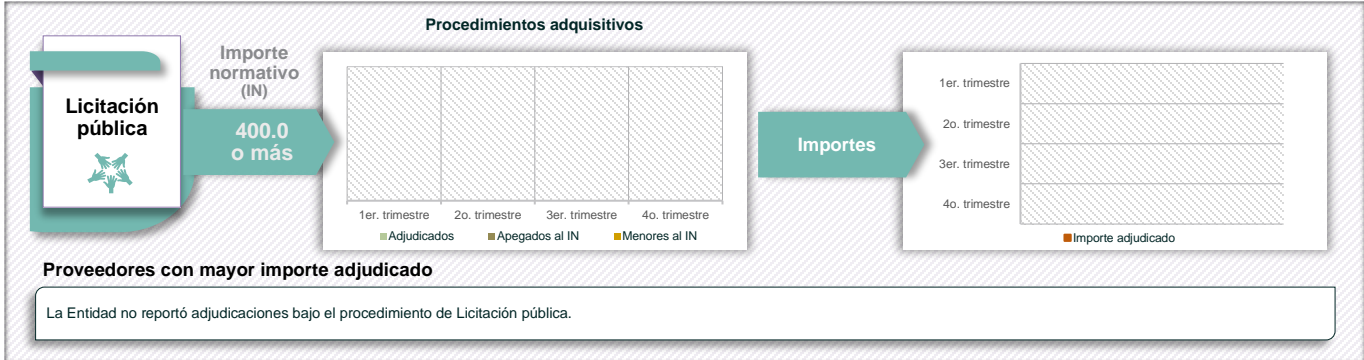 Procedimientos adquisitivos
Licitación
pública
Importe
normativo
(IN)
400.0
o más
1er. trimestre 2o. trimestre 3er. trimestre 4o. trimestre
Adjudicados Apegados al IN Menores al IN
Importes
1er. trimestre
2o. trimestre
3er. trimestre
4o. trimestre
Importe adjudicado
Proveedores con mayor importe adjudicado
La Entidad no reportó adjudicaciones bajo el procedimiento de Licitación pública.